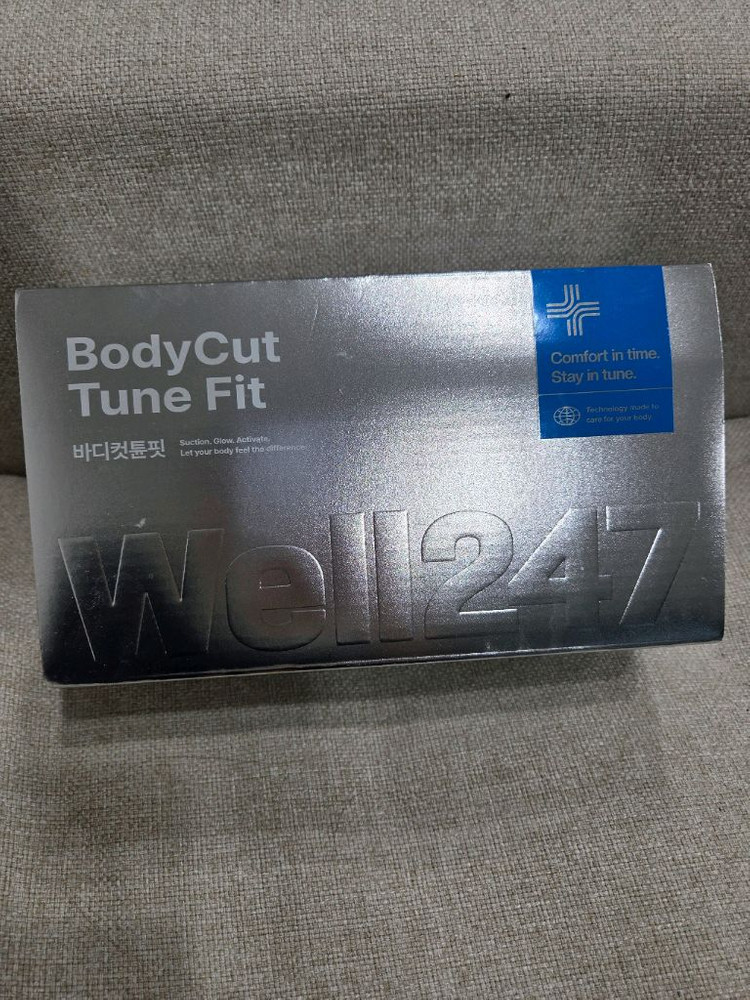 BodyCut
Tune Fit
바디컷튠핏
Suction. Glow. Activate.
Let your body feel the difference.
Comfort in time.
Stay in tune.
Technology made to
care for your body.
Well247